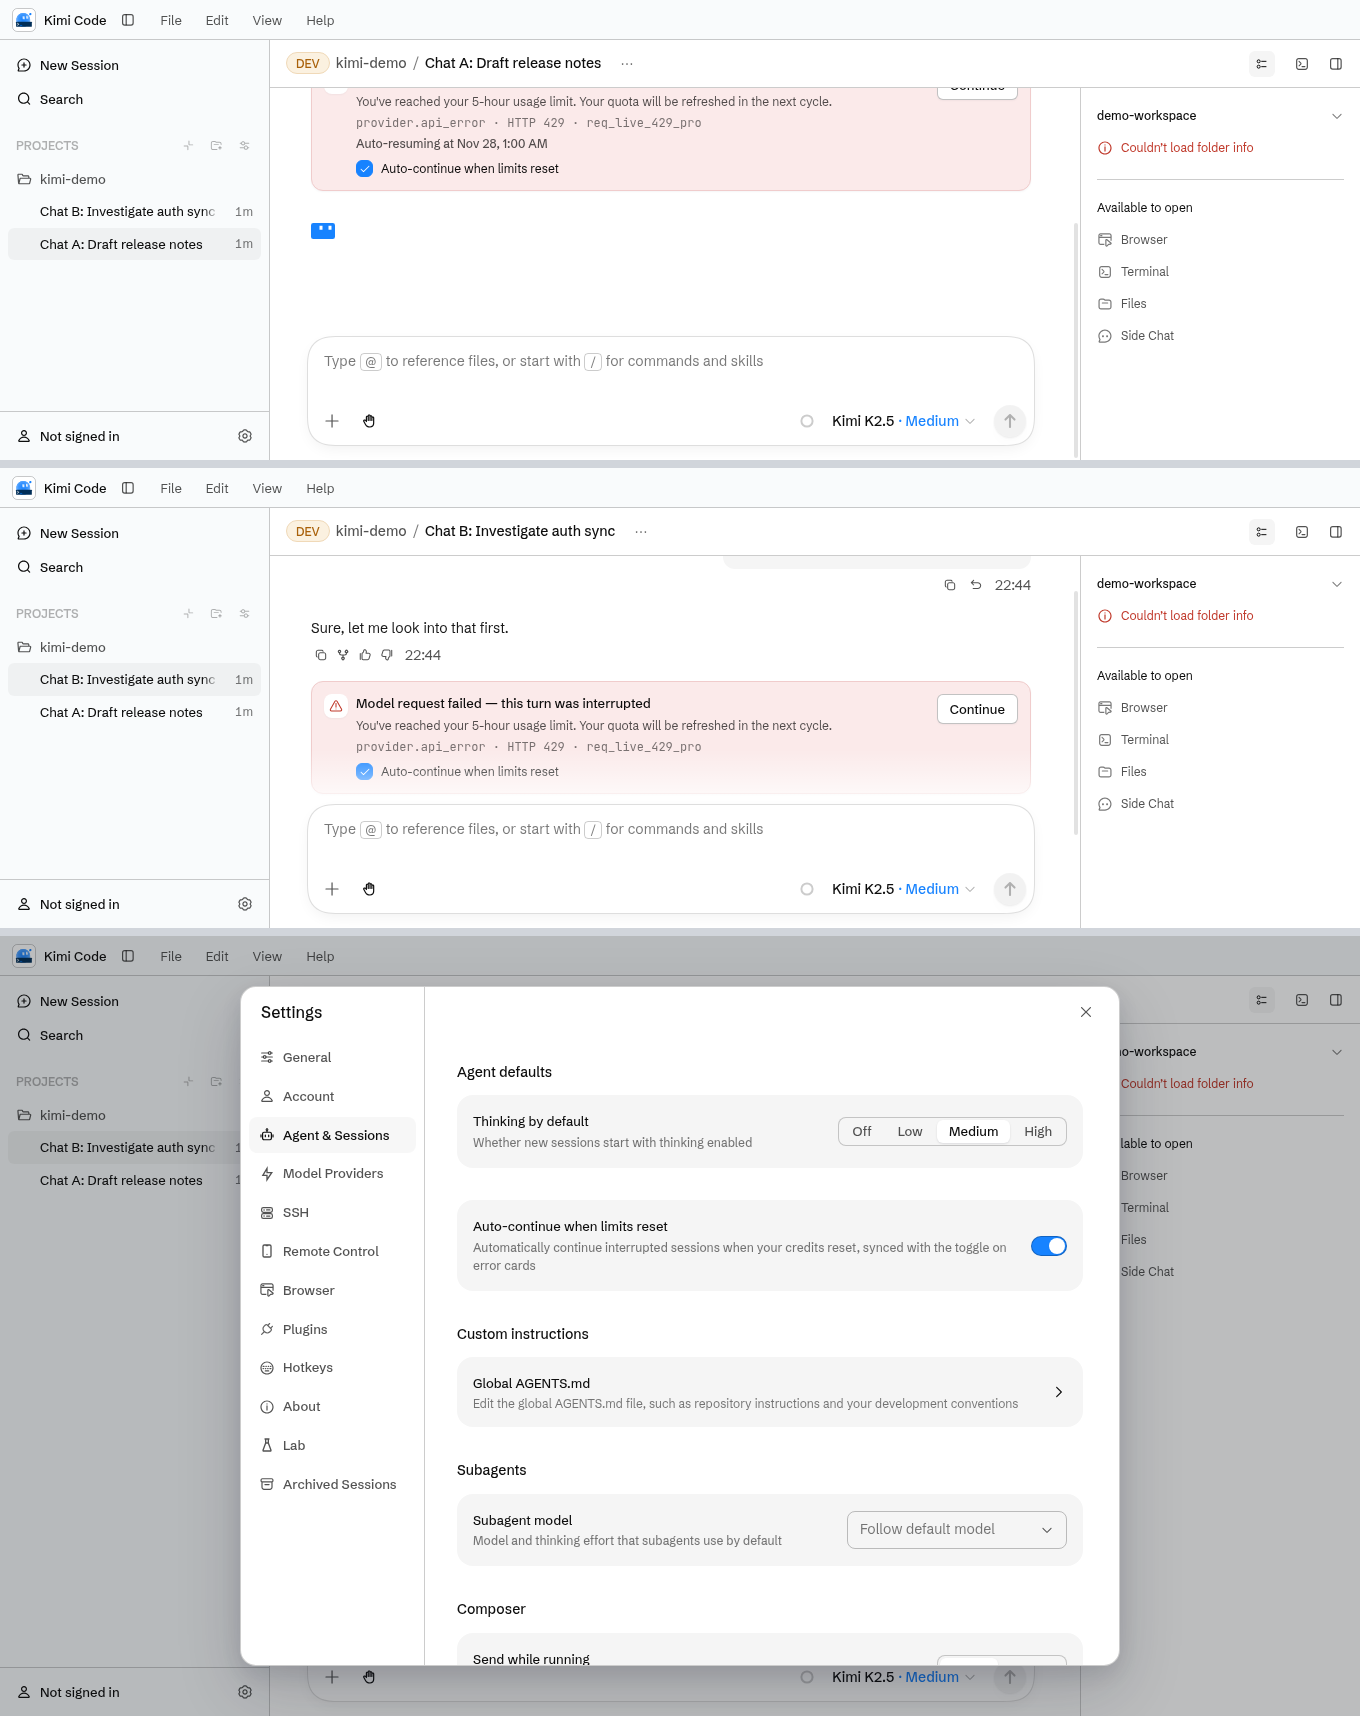 Kimi Code File Edit View Help
New Session
Search
PROJECTS
kimi-demo
Chat B: Investigate auth sync 1m
Chat A: Draft release notes 1m
Not signed in
DEV kimi-demo / Chat A: Draft release notes ...
Continue
You've reached your 5-hour usage limit. Your quota will be refreshed in the next cycle.
provider.api_error · HTTP 429 · req_live_429_pro
Auto-resuming at Nov 28, 1:00 AM
Auto-continue when limits reset
Type @ to reference files, or start with / for commands and skills
Kimi K2.5 · Medium
demo-workspace
Couldn't load folder info
Available to open
Browser
Terminal
Files
Side Chat
Kimi Code File Edit View Help
New Session
Search
PROJECTS
kimi-demo
Chat B: Investigate auth sync 1m
Chat A: Draft release notes 1m
Not signed in
DEV kimi-demo / Chat B: Investigate auth sync ...
22:44
Sure, let me look into that first.
22:44
Model request failed — this turn was interrupted
Continue
You've reached your 5-hour usage limit. Your quota will be refreshed in the next cycle.
provider.api_error · HTTP 429 · req_live_429_pro
Auto-continue when limits reset
Type @ to reference files, or start with / for commands and skills
Kimi K2.5 · Medium
demo-workspace
Couldn't load folder info
Available to open
Browser
Terminal
Files
Side Chat
Kimi Code File Edit View Help
New Session
Search
PROJECTS
kimi-demo
Chat B: Investigate auth sync 1
Chat A: Draft release notes 1
Not signed in
Settings
General
Account
Agent & Sessions
Model Providers
SSH
Remote Control
Browser
Plugins
Hotkeys
About
Lab
Archived Sessions
Agent defaults
Thinking by default
Whether new sessions start with thinking enabled
Off Low Medium High
Auto-continue when limits reset
Automatically continue interrupted sessions when your credits reset, synced with the toggle on
error cards
Custom instructions
Global AGENTS.md
Edit the global AGENTS.md file, such as repository instructions and your development conventions
Subagents
Subagent model
Model and thinking effort that subagents use by default
Follow default model
Composer
Send while running
Kimi K2.5 · Medium
o-workspace
Couldn't load folder info
lable to open
Browser
Terminal
Files
Side Chat